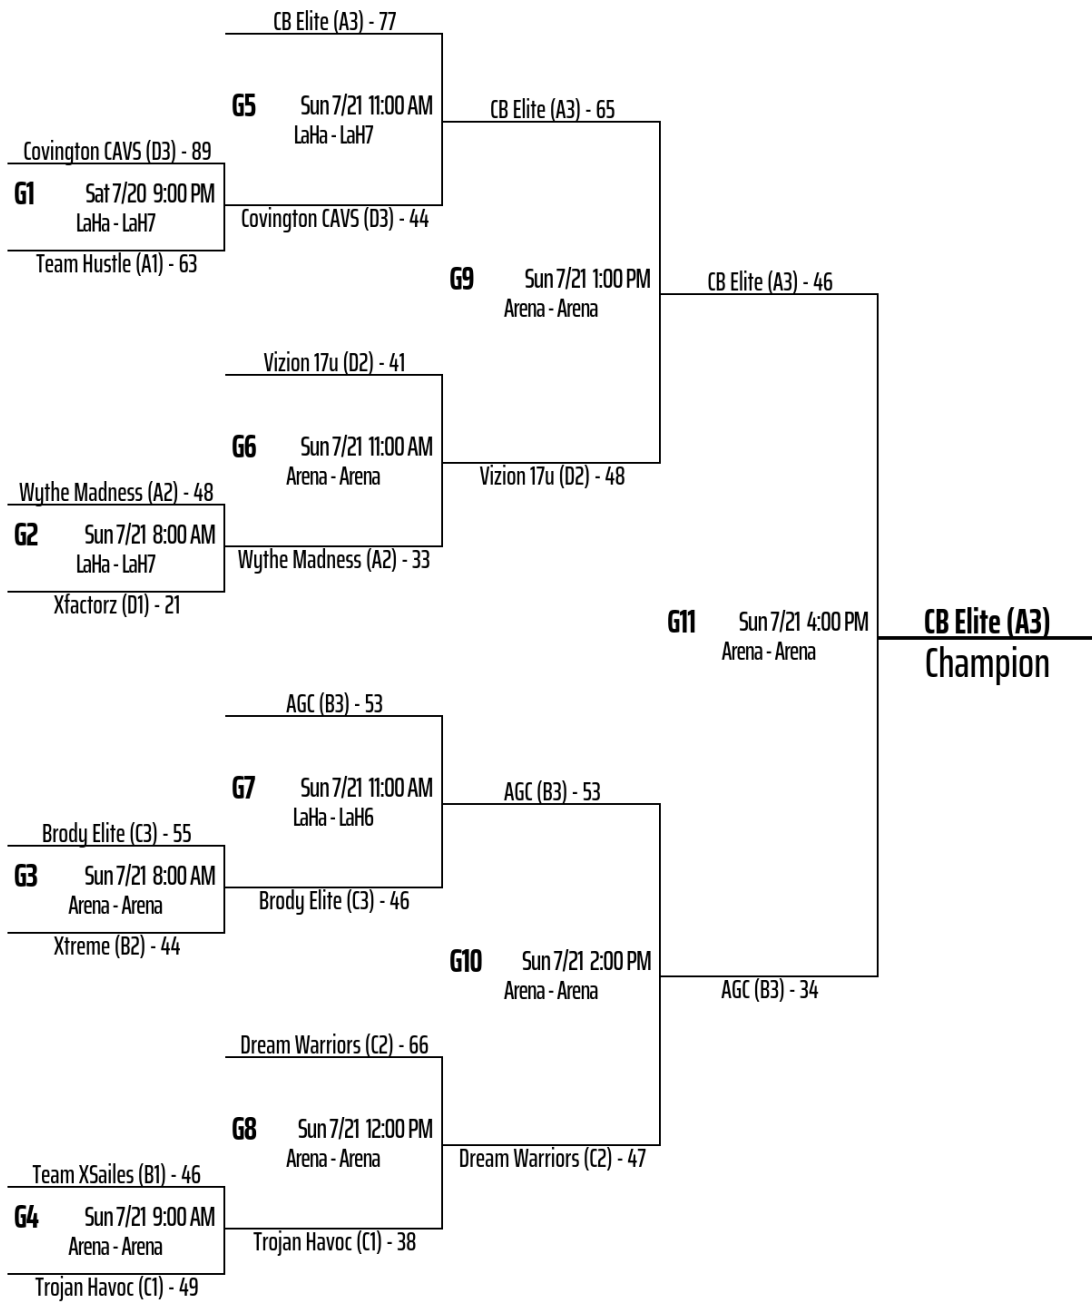 CB Elite (A3) - 77
G5 Sun 7/21 11:00 AM
LaHa - LaH7
CB Elite (A3) - 65
Covington CAVS (D3) - 89
G1 Sat 7/20 9:00 PM
LaHa - LaH7
Covington CAVS (D3) - 44
Team Hustle (A1) - 63
G9 Sun 7/21 1:00 PM
Arena - Arena
CB Elite (A3) - 46
Vizion 17u (D2) - 41
G6 Sun 7/21 11:00 AM
Arena - Arena
Vizion 17u (D2) - 48
Wythe Madness (A2) - 48
G2 Sun 7/21 8:00 AM
LaHa - LaH7
Wythe Madness (A2) - 33
Xfactorz (D1) - 21
G11 Sun 7/21 4:00 PM
Arena - Arena
CB Elite (A3)
Champion
AGC (B3) - 53
G7 Sun 7/21 11:00 AM
LaHa - LaH6
AGC (B3) - 53
Brody Elite (C3) - 55
G3 Sun 7/21 8:00 AM
Arena - Arena
Brody Elite (C3) - 46
Xtreme (B2) - 44
G10 Sun 7/21 2:00 PM
Arena - Arena
AGC (B3) - 34
Dream Warriors (C2) - 66
G8 Sun 7/21 12:00 PM
Arena - Arena
Dream Warriors (C2) - 47
Team XSailes (B1) - 46
G4 Sun 7/21 9:00 AM
Arena - Arena
Trojan Havoc (C1) - 38
Trojan Havoc (C1) - 49